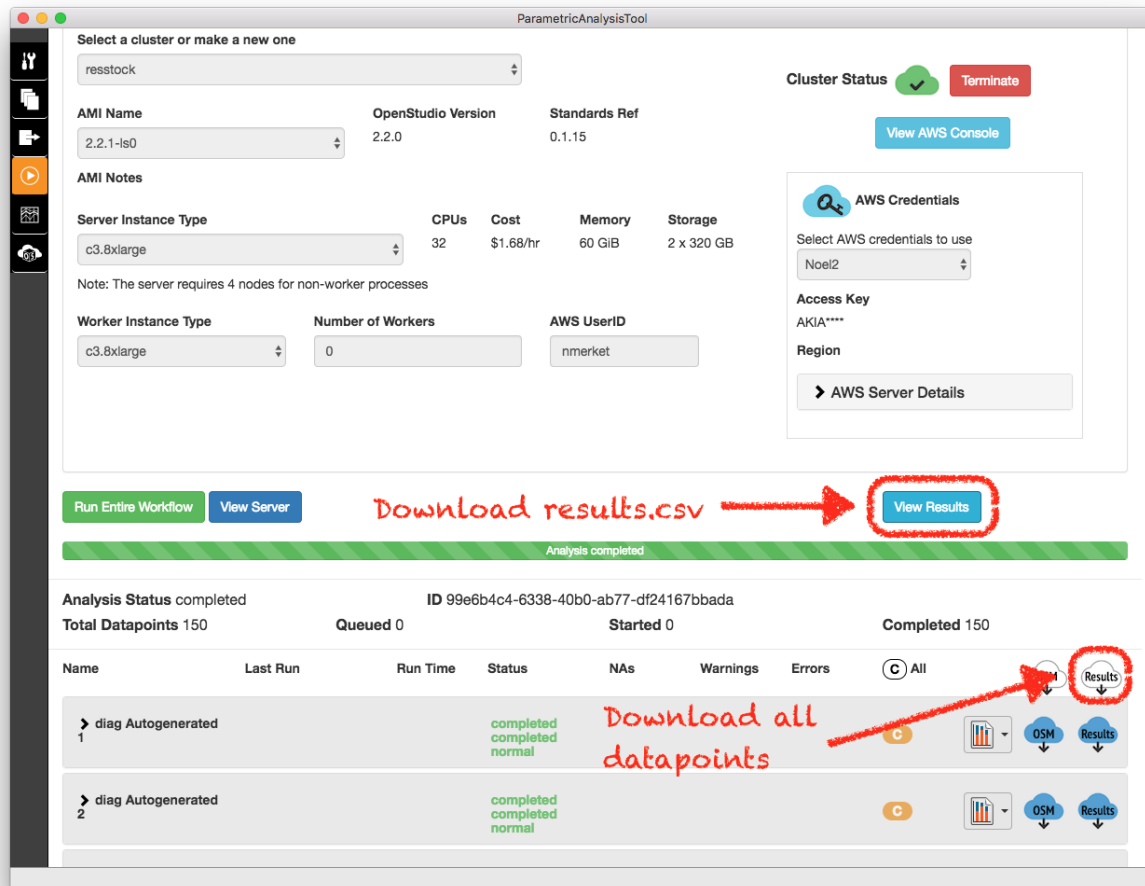 ParametricAnalysisTool
Select a cluster or make a new one
resstock
Cluster Status
Terminate
AMI Name
OpenStudio Version
Standards Ref
2.2.1-ls0
2.2.0
0.1.15
View AWS Console
AMI Notes
AWS Credentials
Server Instance Type
CPUs
Cost
Memory
Storage
c3.8xlarge
32
$1.68/hr
60 GiB
2 x 320 GB
Select AWS credentials to use
Noel2
Note: The server requires 4 nodes for non-worker processes
Access Key
AKIA****
Worker Instance Type
Number of Workers
AWS UserID
c3.8xlarge
0
nmerket
Region
AWS Server Details
Run Entire Workflow
View Server
Download results.csv
View Results
Analysis completed
Analysis Status completed
ID 99e6b4c4-6338-40b0-ab77-df24167bbada
Total Datapoints 150
Queued 0
Started 0
Completed 150
Name
Last Run
Run Time
Status
NAs
Warnings
Errors
C All
Results
Download all
datapoints
diag Autogenerated
1
completed
completed
normal
C
OSM
Results
diag Autogenerated
2
completed
completed
normal
C
OSM
Results